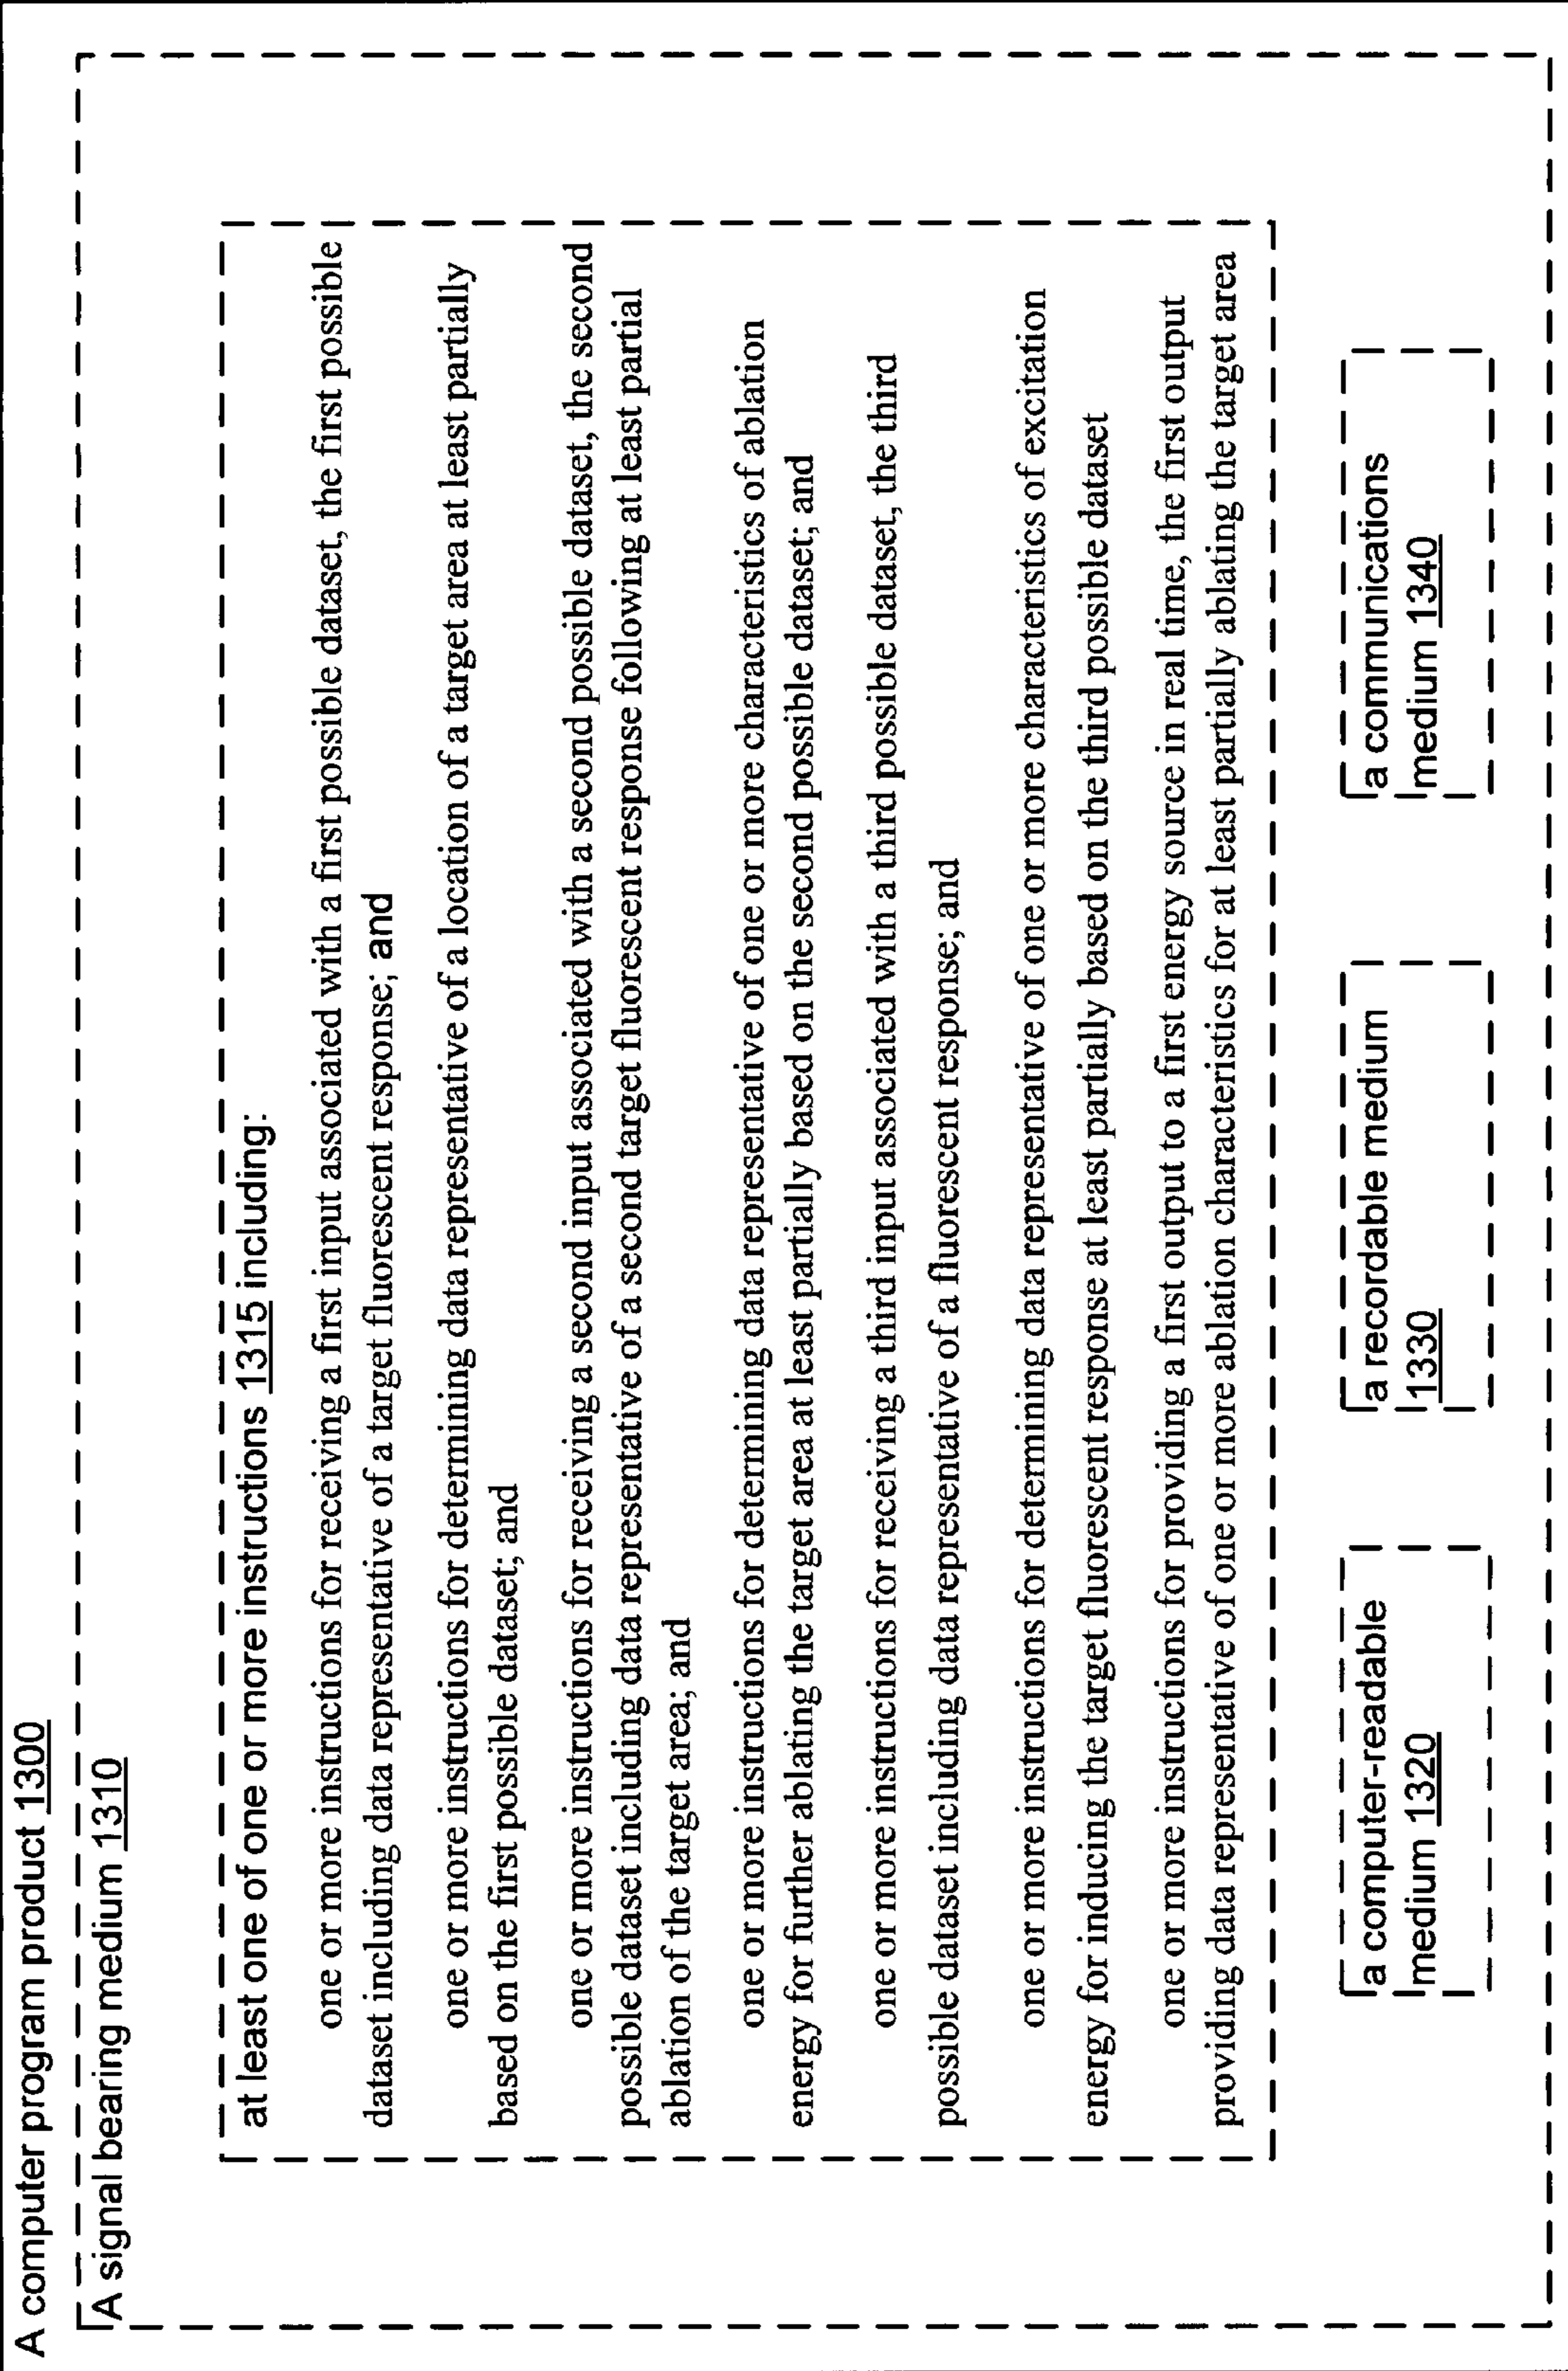 A computer program product 1300
A signal bearing medium 1310
at least one of one or more instructions 1315 including:
one or more instructions for receiving a first input associated with a first possible dataset, the first possible
dataset including data representative of a target fluorescent response; and
one or more instructions for determining data representative of a location of a target area at least partially
based on the first possible dataset; and
one or more instructions for receiving a second input associated with a second possible dataset, the second
possible dataset including data representative of a second target fluorescent response following at least partial
ablation of the target area; and
one or more instructions for determining data representative of one or more characteristics of ablation
energy for further ablating the target area at least partially based on the second possible dataset; and
one or more instructions for receiving a third input associated with a third possible dataset, the third
possible dataset including data representative of a fluorescent response; and
one or more instructions for determining data representative of one or more characteristics of excitation
energy for inducing the target fluorescent response at least partially based on the third possible dataset
one or more instructions for providing a first output to a first energy source in real time, the first output
providing data representative of one or more ablation characteristics for at least partially ablating the target area
a computer-readable
medium 1320
a recordable medium
1330
a communications
medium 1340